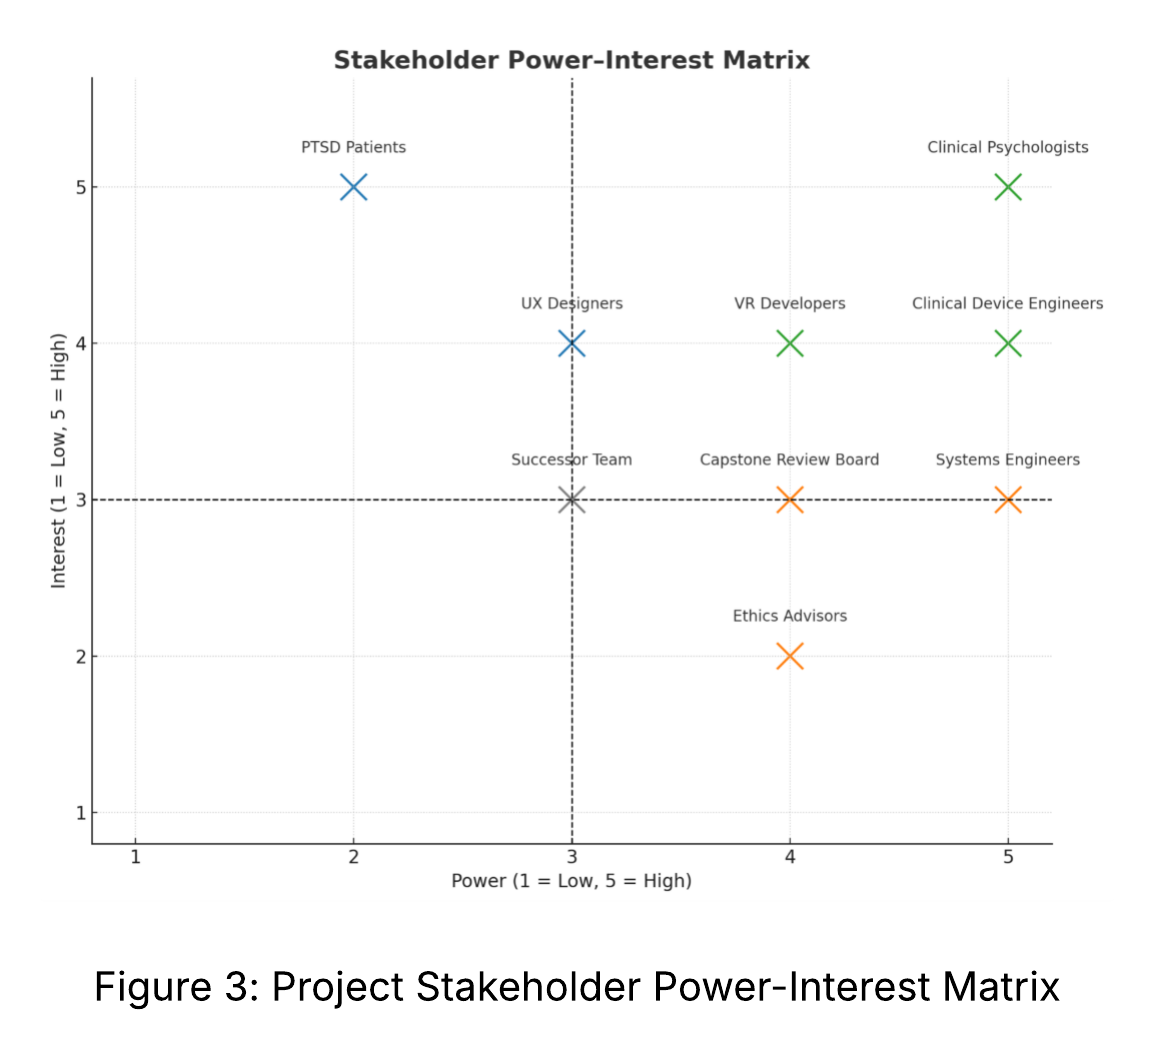 Stakeholder Power–Interest Matrix
PTSD Patients
Clinical Psychologists
5
UX Designers
VR Developers
Clinical Device Engineers
4
Successor Team
Capstone Review Board
Systems Engineers
3
Ethics Advisors
2
1
Interest (1 = Low, 5 = High)
1 2 3 4 5
Power (1 = Low, 5 = High)
Figure 3: Project Stakeholder Power-Interest Matrix